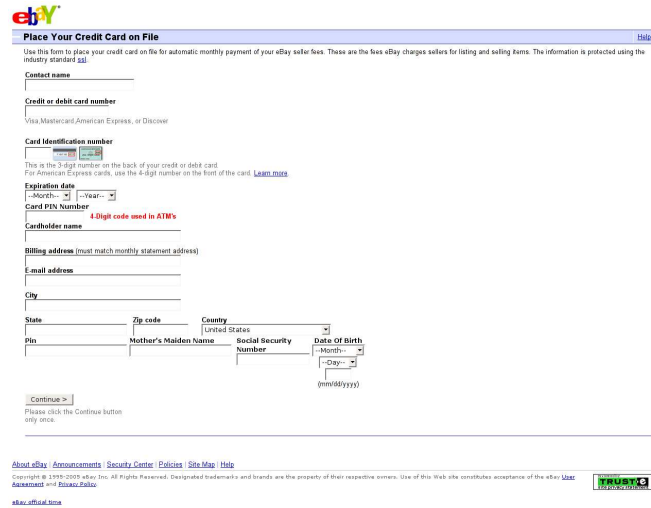 ebY
Place Your Credit Card on File
Help
Use this form to place your credit card on file for automatic monthly payment of your eBay seller fees. These are the fees eBay charges sellers for listing and selling items. The information is protected using the
industry standard ssl.
Contact name
Credit or debit card number
Visa,Mastercard,American Express, or Discover
Card Identification number
This is the 3-digit number on the back of your credit or debit card.
For American Express cards, use the 4-digit number on the front of the card. Learn more.
Expiration date
--Month-- --Year--
Card PIN Number
4-Digit code used in ATM's
Cardholder name
Billing address (must match monthly statement address)
E-mail address
City
State Zip code Country
United States
Pin Mother's Maiden Name Social Security Number Date Of Birth
--Month--
--Day--
(mm/dd/yyyy)
Continue >
Please click the Continue button
only once.
About eBay | Announcements | Security Center | Policies | Site Map | Help
Copyright © 1995-2005 eBay Inc. All Rights Reserved. Designated trademarks and brands are the property of their respective owners. Use of this Web site constitutes acceptance of the eBay User
Agreement and Privacy Policy.
TRUSTe
site privacy statement
eBay official time